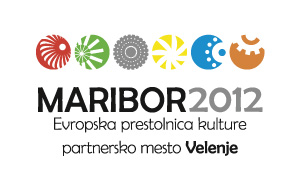 MARIBOR2012
Evropska prestolnica kulture
partnersko mesto Velenje